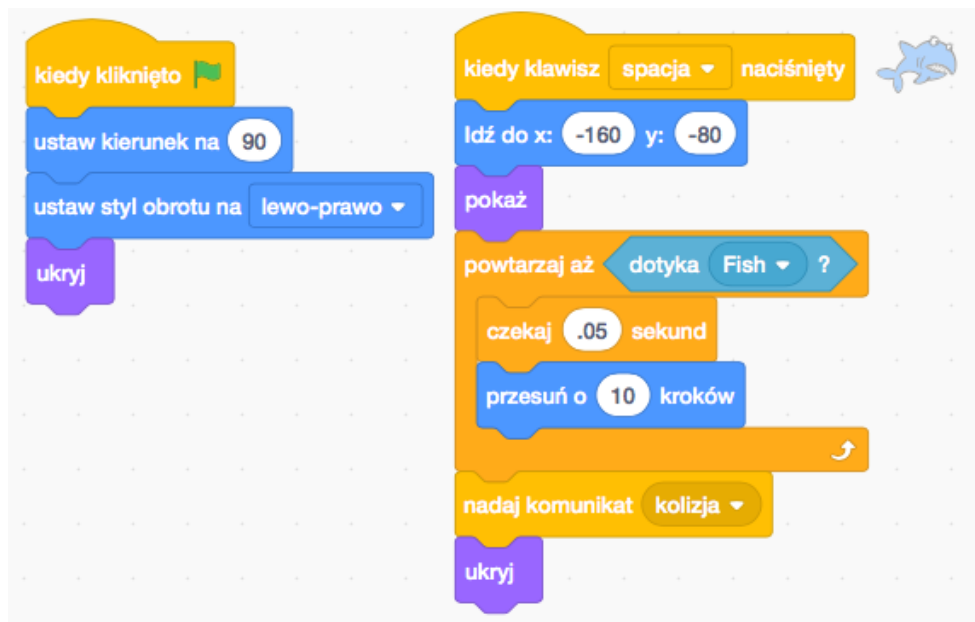 kiedy kliknięto
ustaw kierunek na 90
ustaw styl obrotu na lewo-prawo
ukryj
kiedy klawisz spacja naciśnięty
Idź do x: -160 y: -80
pokaż
powtarzaj aż dotyka Fish ?
czekaj .05 sekund
przesuń o 10 kroków
nadaj komunikat kolizja
ukryj